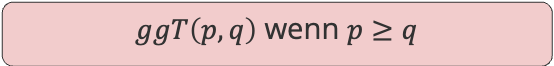 ggT(p, q) wenn p ≥ q